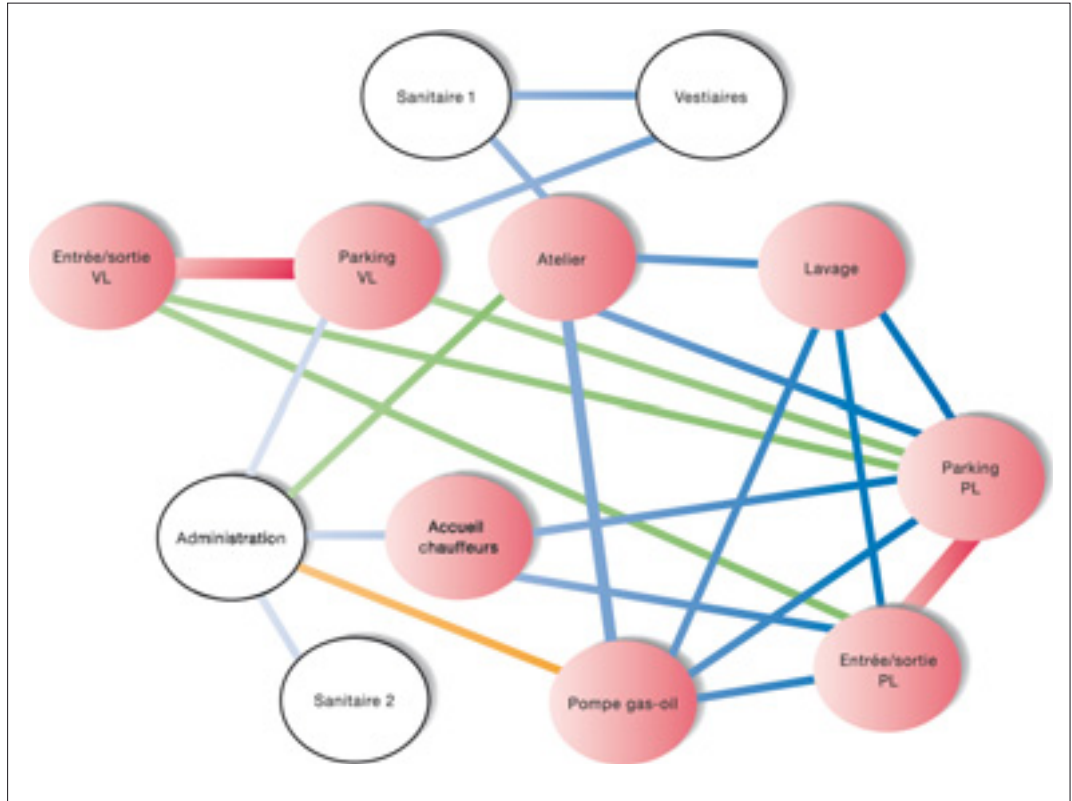 Sanitaire 1
Vestiaires
Entrée/sortie
VL
Parking
VL
Atelier
Lavage
Parking
PL
Administration
Accueil
chauffeurs
Entrée/sortie
PL
Sanitaire 2
Pompe gas-oil